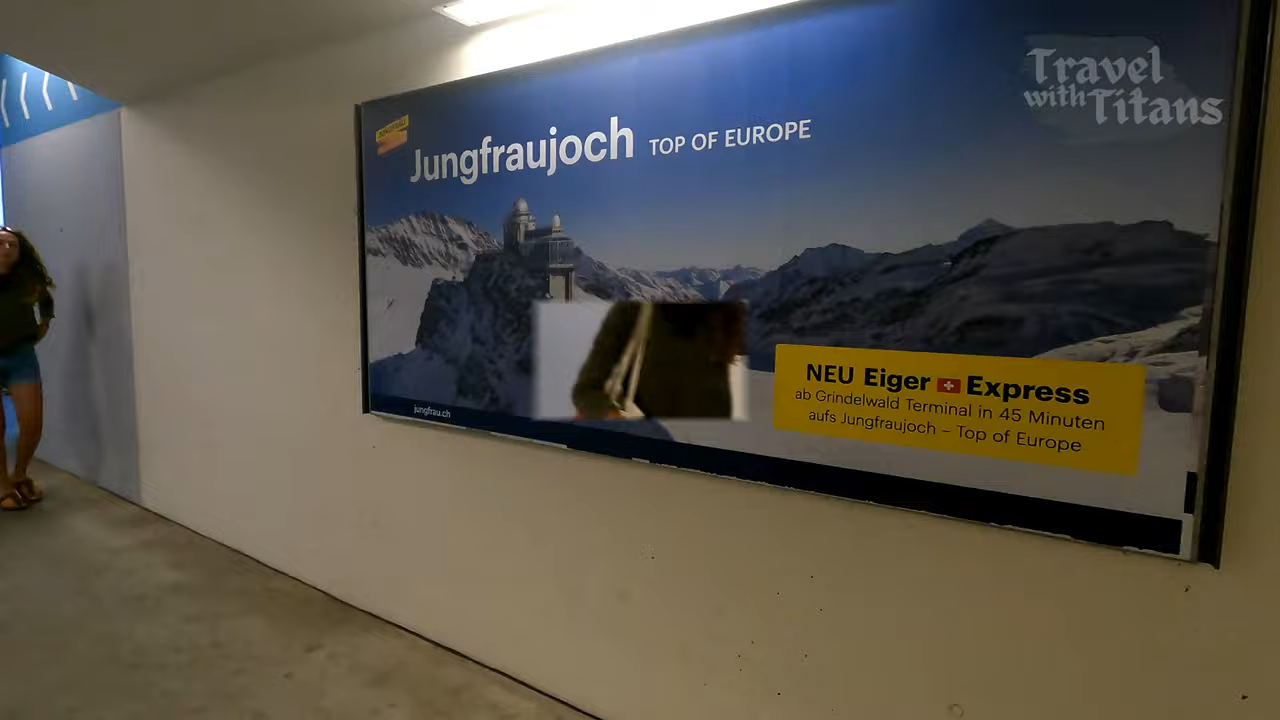 Travel
with Titans
Jungfraujoch TOP OF EUROPE
NEU Eiger Express
ab Grindelwald Terminal in 45 Minuten
aufs Jungfraujoch – Top of Europe
jungfrau.ch